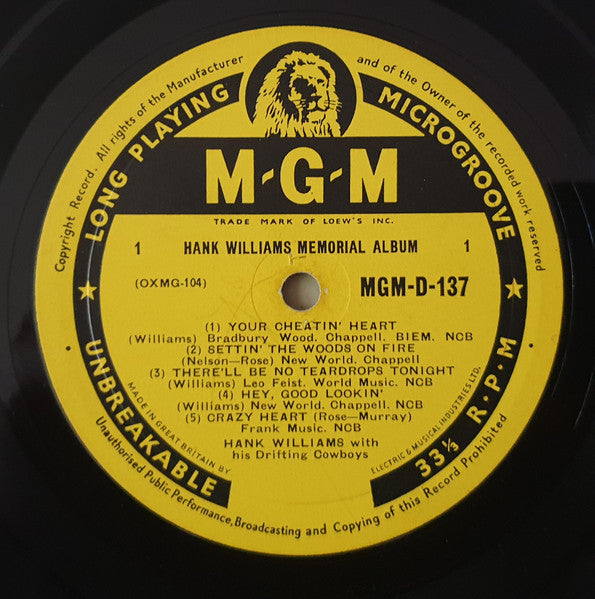 Copyright Record. All rights of the Manufacturer and of the Owner of the recorded work reserved
LONG PLAYING MICROGROOVE
M-G-M
TRADE MARK OF LOEW'S INC.
1 HANK WILLIAMS MEMORIAL ALBUM 1
(OXMG-104) MGM-D-137
(1) YOUR CHEATIN' HEART
(Williams) Bradbury Wood. Chappell. BIEM. NCB
(2) SETTIN' THE WOODS ON FIRE
(Nelson—Rose) New World. Chappell
(3) THERE'LL BE NO TEARDROPS TONIGHT
(Williams) Leo Feist. World Music. NCB
(4) HEY, GOOD LOOKIN'
(Williams) New World. Chappell. NCB
(5) CRAZY HEART (Rose—Murray)
Frank Music. NCB
HANK WILLIAMS with
his Drifting Cowboys
UNBREAKABLE 33⅓ R.P.M
MADE IN GREAT BRITAIN BY ELECTRIC & MUSICAL INDUSTRIES LTD.
Unauthorised Public Performance, Broadcasting and Copying of this Record Prohibited